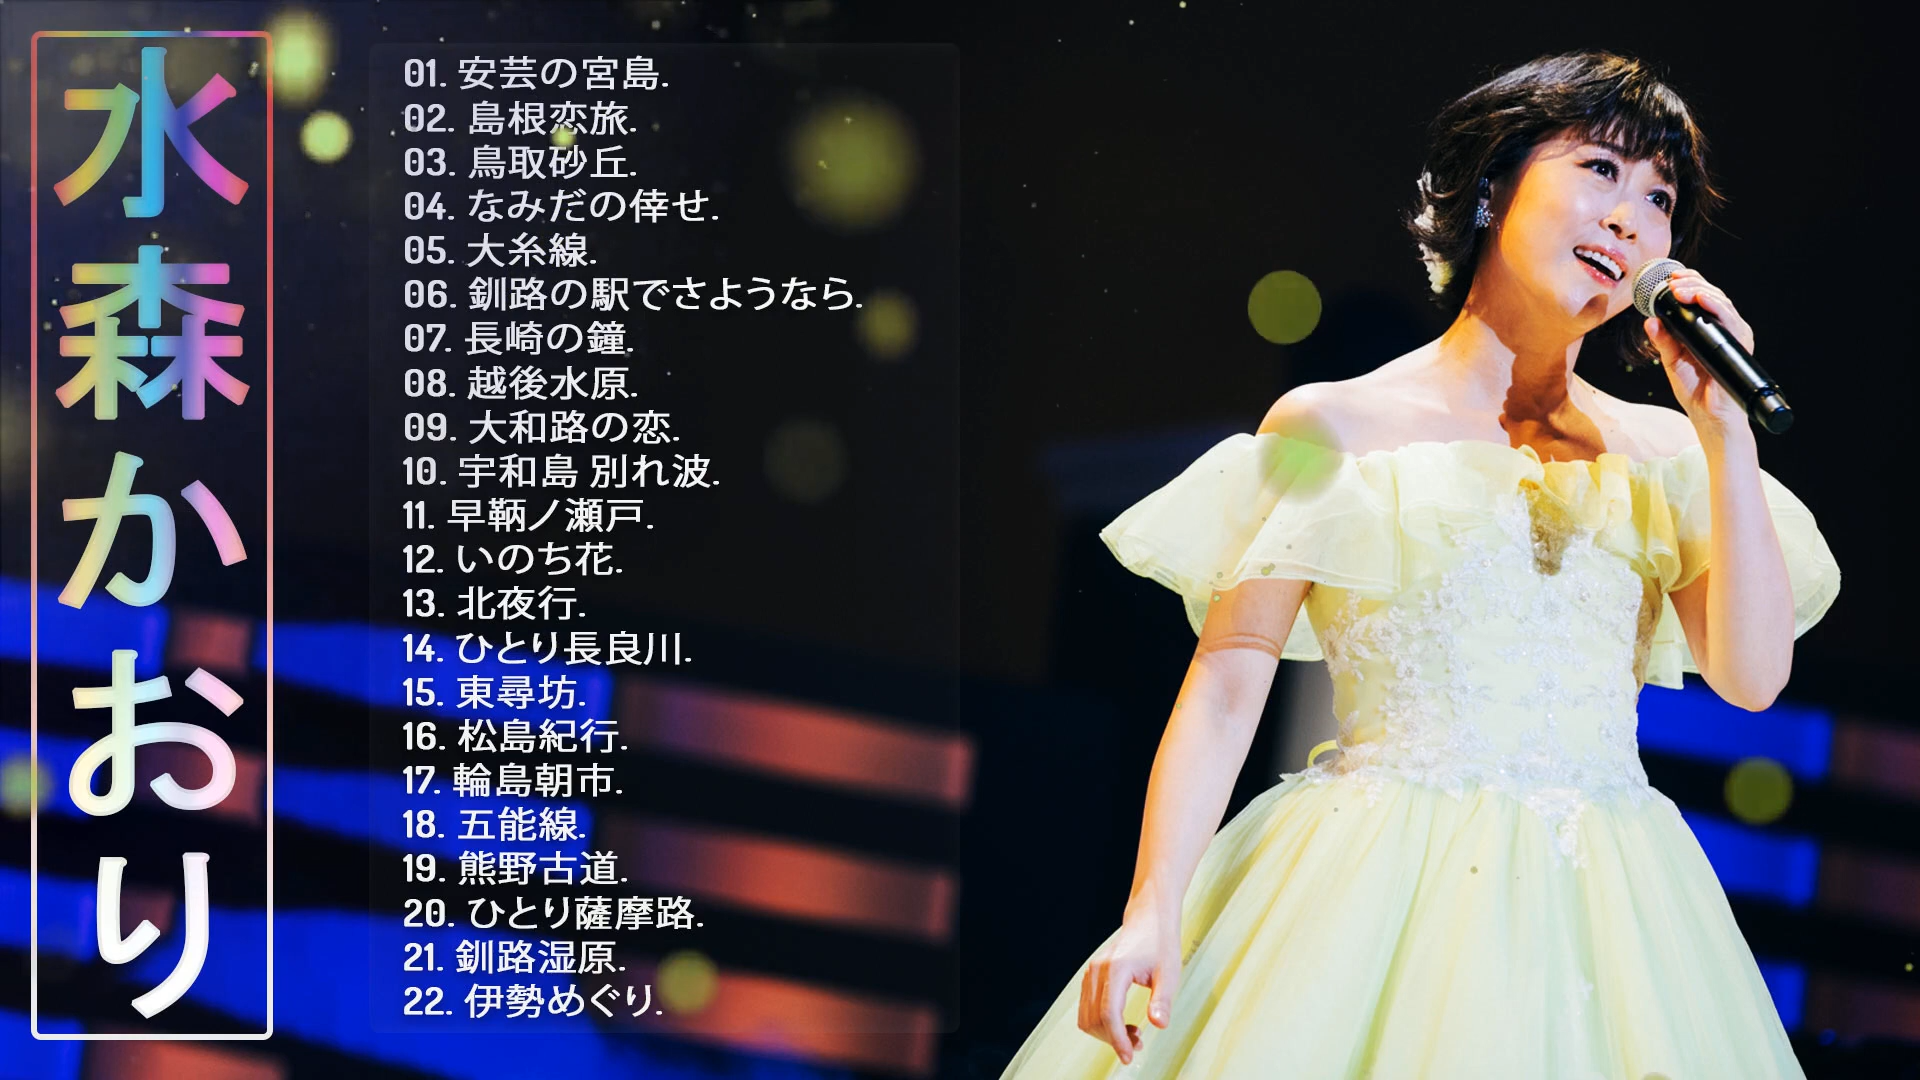 水森かおり
01. 安芸の宮島.
02. 島根恋旅.
03. 鳥取砂丘.
04. なみだの倖せ.
05. 大糸線.
06. 釧路の駅でさようなら.
07. 長崎の鐘.
08. 越後水原.
09. 大和路の恋.
10. 宇和島 別れ波.
11. 早鞆ノ瀬戸.
12. いのち花.
13. 北夜行.
14. ひとり長良川.
15. 東尋坊.
16. 松島紀行.
17. 輪島朝市.
18. 五能線.
19. 熊野古道.
20. ひとり薩摩路.
21. 釧路湿原.
22. 伊勢めぐり.